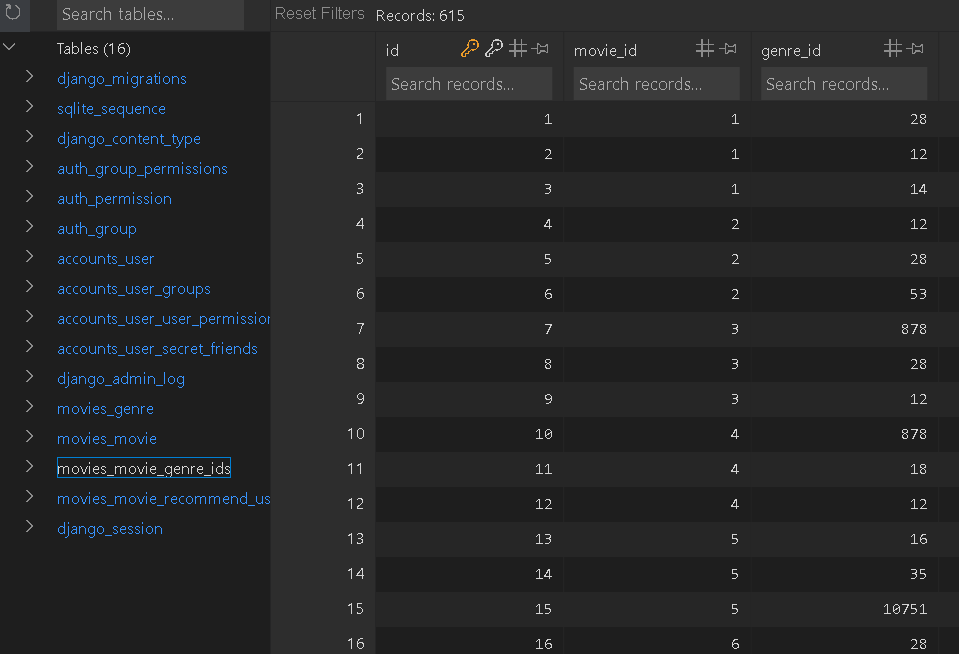 Search tables...
Reset Filters Records: 615
Tables (16)
django_migrations
sqlite_sequence
django_content_type
auth_group_permissions
auth_permission
auth_group
accounts_user
accounts_user_groups
accounts_user_user_permission
accounts_user_secret_friends
django_admin_log
movies_genre
movies_movie
movies_movie_genre_ids
movies_movie_recommend_us
django_session
id movie_id genre_id
Search records... Search records... Search records...
1 1 1 28
2 2 1 12
3 3 1 14
4 4 2 12
5 5 2 28
6 6 2 53
7 7 3 878
8 8 3 28
9 9 3 12
10 10 4 878
11 11 4 18
12 12 4 12
13 13 5 16
14 14 5 35
15 15 5 10751
16 16 6 28